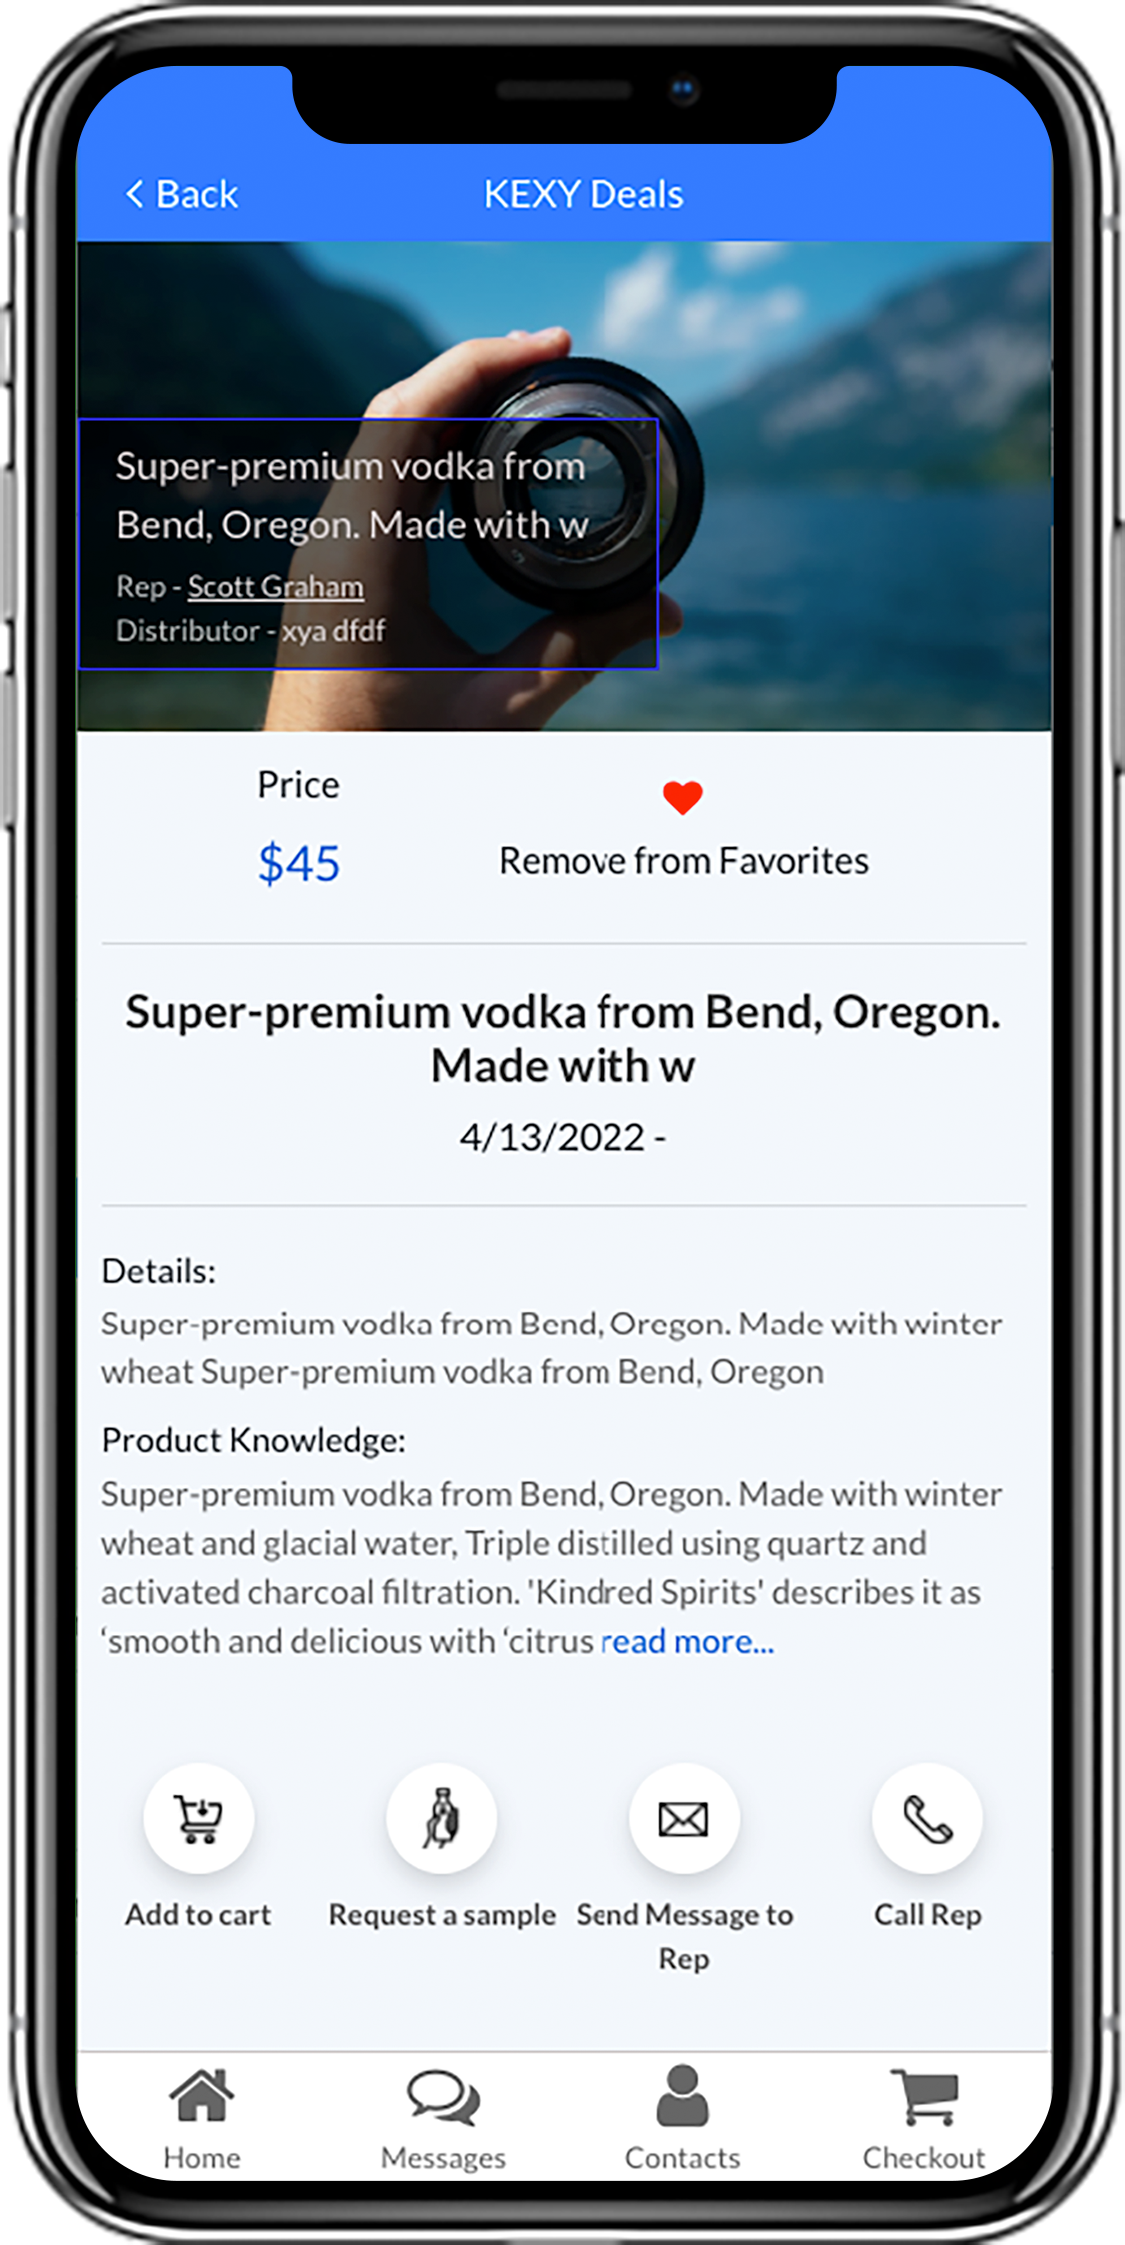 Back
KEXY Deals
Super-premium vodka from
Bend, Oregon. Made with w
Rep - Scott Graham
Distributor - xya dfdf
Price
$45
Remove from Favorites
Super-premium vodka from Bend, Oregon.
Made with w
4/13/2022 -
Details:
Super-premium vodka from Bend, Oregon. Made with winter
wheat Super-premium vodka from Bend, Oregon
Product Knowledge:
Super-premium vodka from Bend, Oregon. Made with winter
wheat and glacial water, Triple distilled using quartz and
activated charcoal filtration. 'Kindred Spirits' describes it as
‘smooth and delicious with ‘citrus read more...
Add to cart
Request a sample
Send Message to
Rep
Call Rep
Home
Messages
Contacts
Checkout